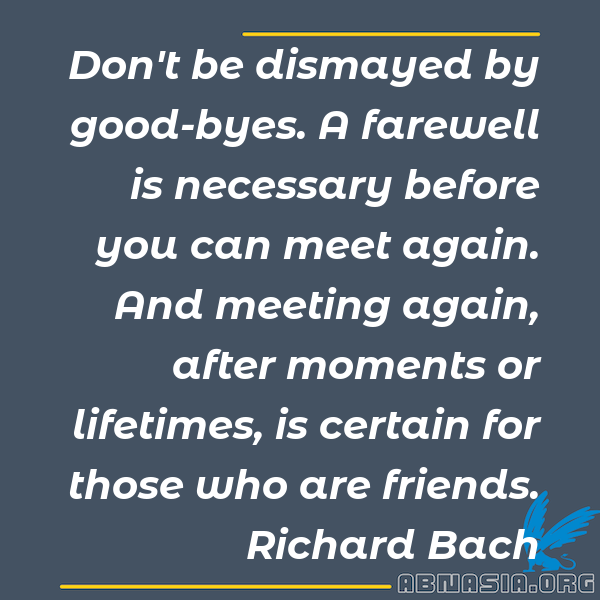 Don't be dismayed by
good-byes. A farewell
is necessary before
you can meet again.
And meeting again,
after moments or
lifetimes, is certain for
those who are friends.
Richard Bach
ABNASIA.ORG